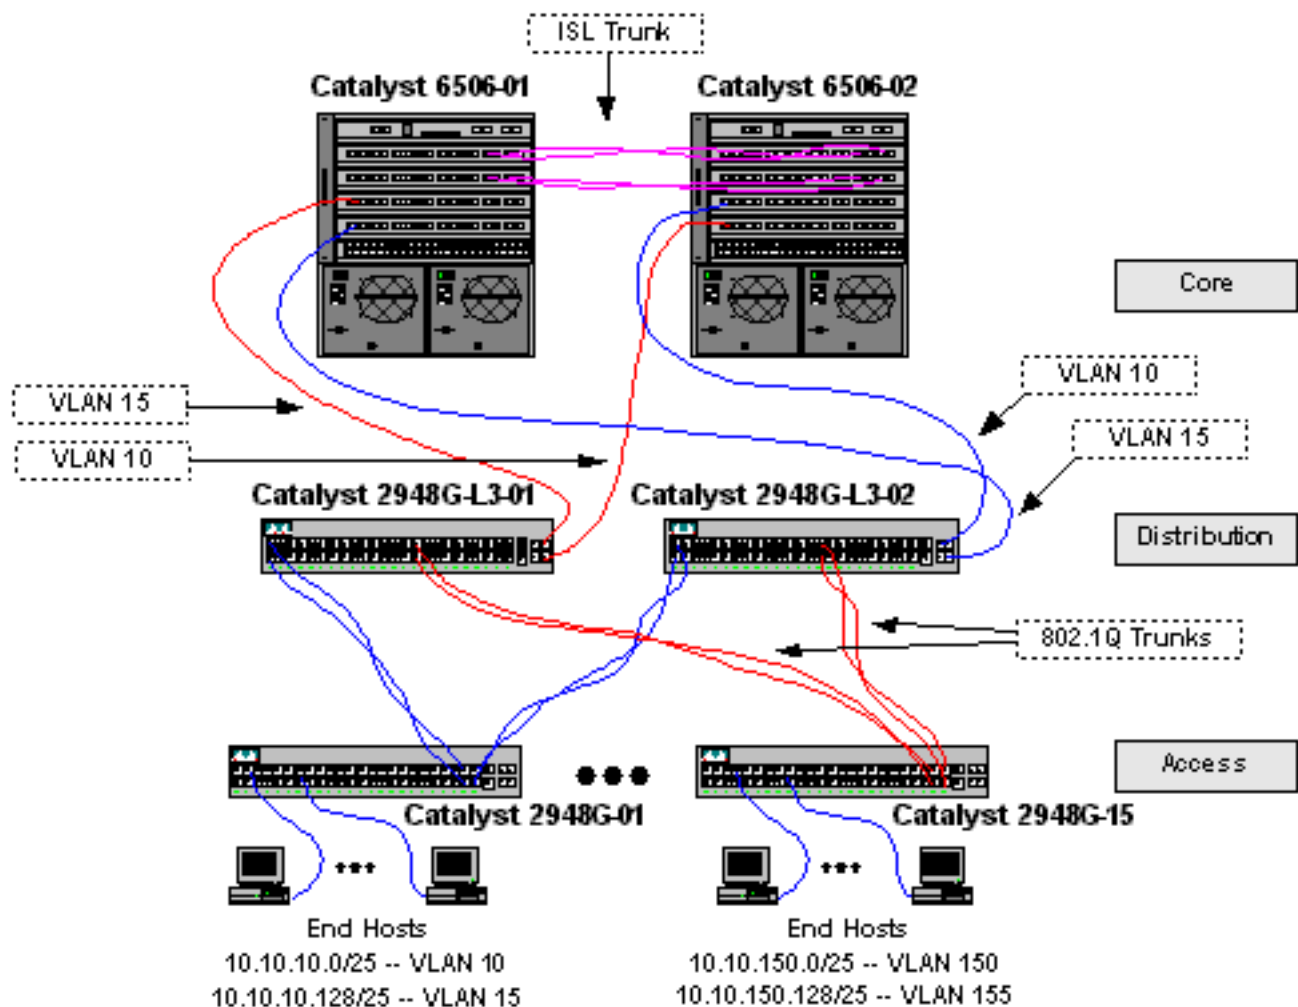 ISL Trunk
Catalyst 6506-01
Catalyst 6506-02
Core
VLAN 10
VLAN 15
VLAN 15
VLAN 10
Catalyst 2948G-L3-01
Catalyst 2948G-L3-02
Distribution
802.1Q Trunks
Access
Catalyst 2948G-01
Catalyst 2948G-15
End Hosts
10.10.10.0/25 -- VLAN 10
10.10.10.128/25 -- VLAN 15
End Hosts
10.10.150.0/25 -- VLAN 150
10.10.150.128/25 -- VLAN 155